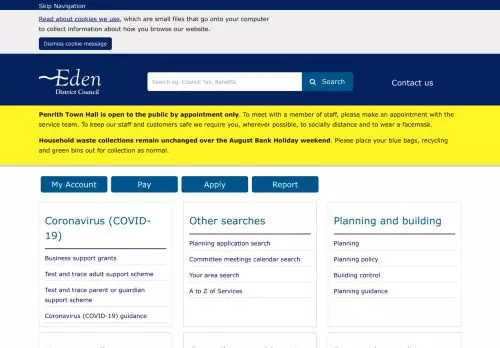 Skip Navigation
Read about cookies we use, which are small files that go onto your computer
to collect information about how you browse our website.
Dismiss cookie message
Eden
District Council
Search eg. Council Tax, Benefits
Search
Contact us
Penrith Town Hall is open to the public by appointment only. To meet with a member of staff, please make an appointment with the
service team. To keep our staff and customers safe we require you, wherever possible, to socially distance and to wear a facemask.
Household waste collections remain unchanged over the August Bank Holiday weekend. Please place your blue bags, recycling
and green bins out for collection as normal.
My Account
Pay
Apply
Report
Coronavirus (COVID-
19)
Business support grants
Test and trace adult support scheme
Test and trace parent or guardian
support scheme
Coronavirus (COVID-19) guidance
Other searches
Planning application search
Committee meetings calendar search
Your area search
A to Z of Services
Planning and building
Planning
Planning policy
Building control
Planning guidance